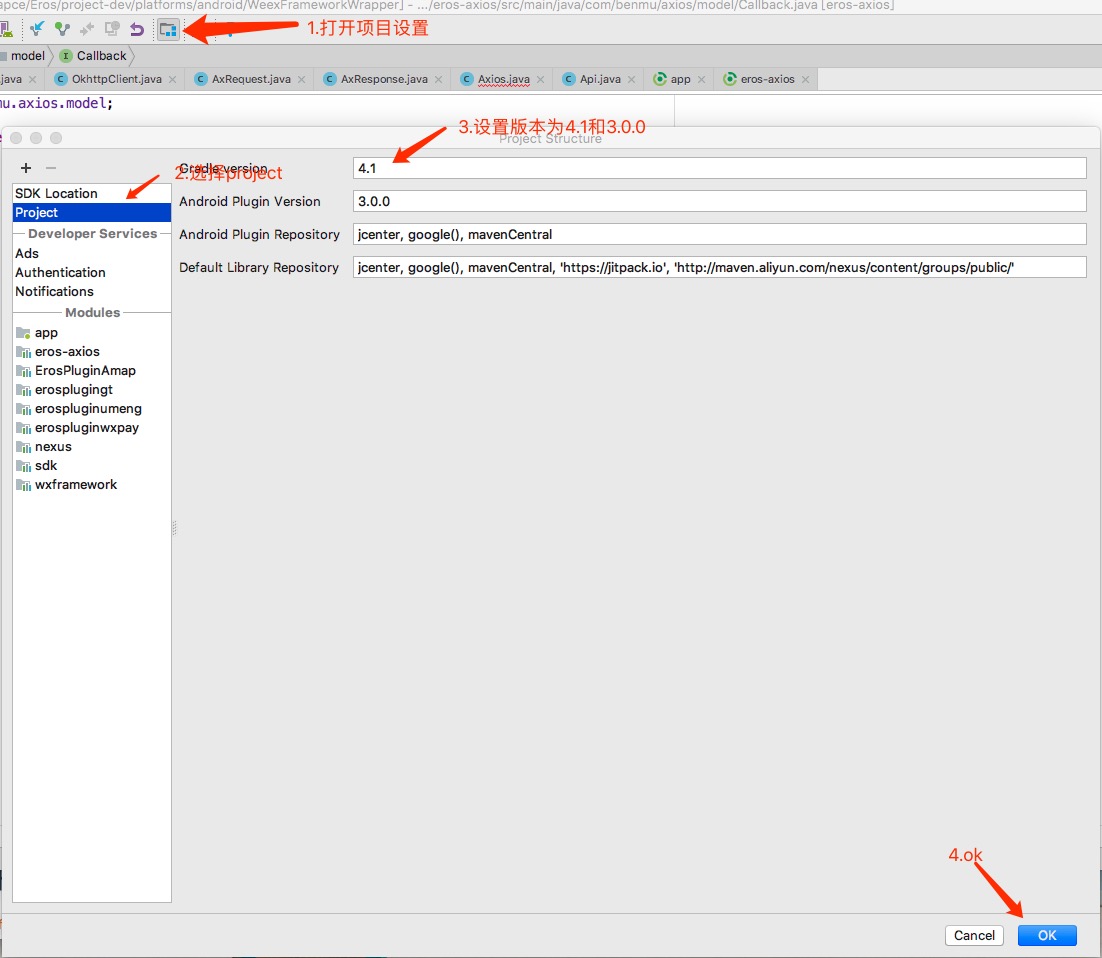 apce/Eros/project-dev/platforms/android/WeexFrameworkWrapper] - .../eros-axios/src/main/java/com/benmu/axios/model/Callback.java [eros-axios]
1.打开项目设置
model Callback
.java OkhttpClient.java AxRequest.java AxResponse.java Axios.java Api.java app eros-axios
nu.axios.model;
3.设置版本为4.1和3.0.0
Project Structure
Gradle version 4.1
2.选择project
SDK Location
Android Plugin Version 3.0.0
Project
Android Plugin Repository jcenter, google(), mavenCentral
Developer Services
Ads
Default Library Repository jcenter, google(), mavenCentral, 'https://jitpack.io', 'http://maven.aliyun.com/nexus/content/groups/public/'
Authentication
Notifications
Modules
app
eros-axios
ErosPluginAmap
erosplugingt
erospluginumeng
erospluginwxpay
nexus
sdk
wxframework
4.ok
Cancel OK